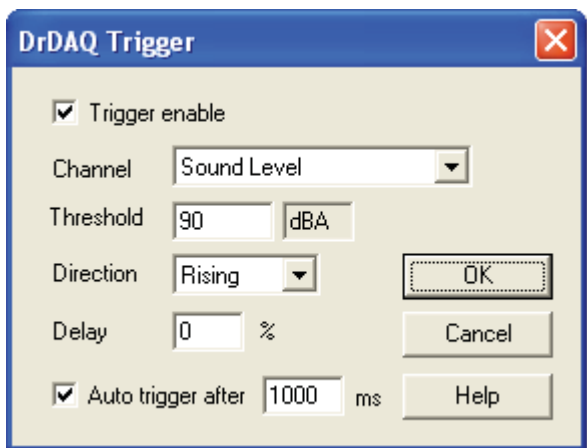 DrDAQ Trigger
Trigger enable
Channel Sound Level
Threshold 90 dBA
Direction Rising OK
Delay 0 % Cancel
Auto trigger after 1000 ms Help